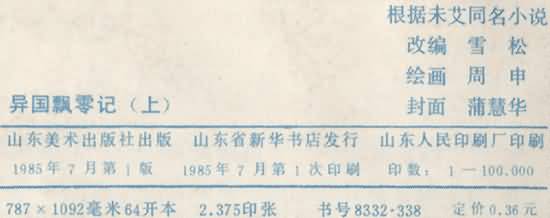 根据未艾同名小说
改编 雪松
绘画 周申
异国飘零记(上) 封面 蒲慧华
山东美术出版社出版 山东省新华书店发行 山东人民印刷厂印刷
1985年7月第1版 1985年7月第1次印刷 印数:1—100.000
787×1092毫米64开本 2.375印张 书号8332·338 定价0.36元